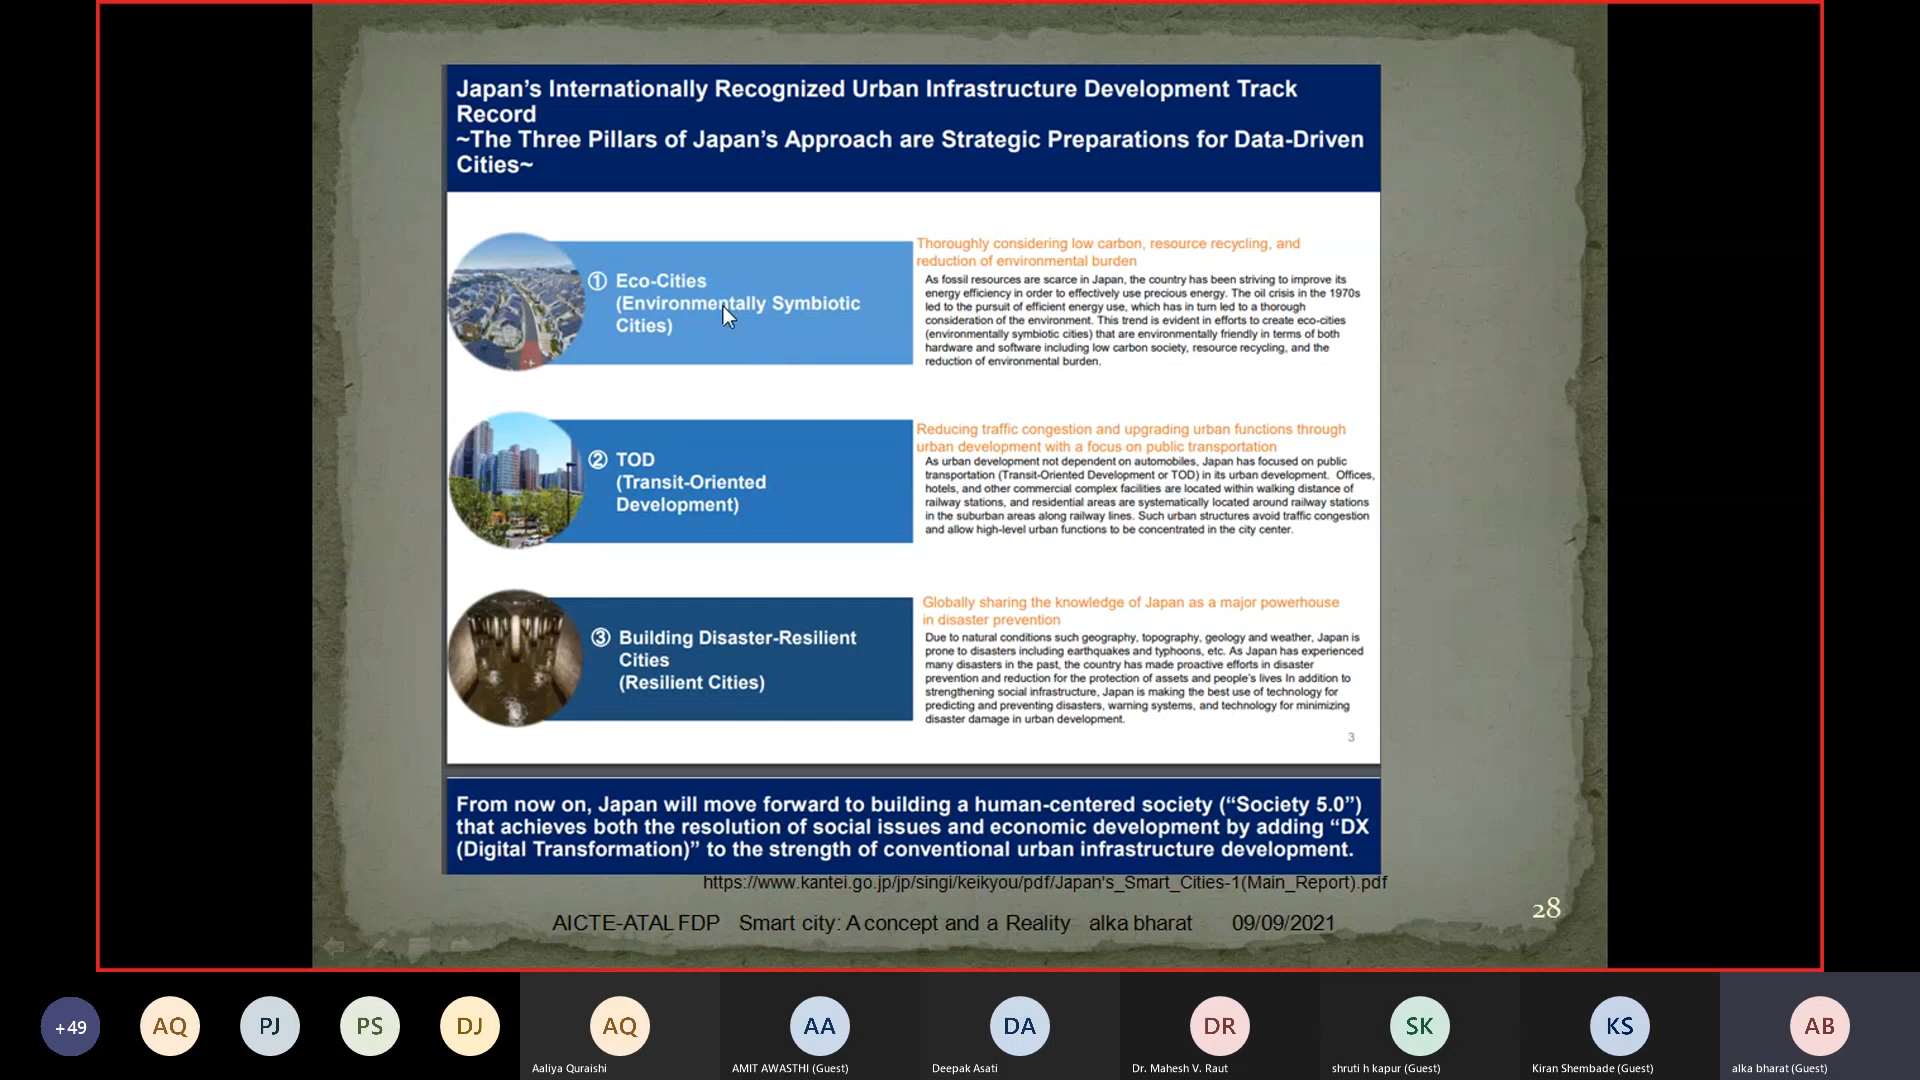 Japan’s Internationally Recognized Urban Infrastructure Development Track
Record
~The Three Pillars of Japan’s Approach are Strategic Preparations for Data-Driven
Cities~
① Eco-Cities
(Environmentally Symbiotic
Cities)
Thoroughly considering low carbon, resource recycling, and
reduction of environmental burden
As fossil resources are scarce in Japan, the country has been striving to improve its
energy efficiency in order to effectively use precious energy. The oil crisis in the 1970s
led to the pursuit of efficient energy use, which has in turn led to a thorough
consideration of the environment. This trend is evident in efforts to create eco-cities
(environmentally symbiotic cities) that are environmentally friendly in terms of both
hardware and software including low carbon society, resource recycling, and the
reduction of environmental burden.
② TOD
(Transit-Oriented
Development)
Reducing traffic congestion and upgrading urban functions through
urban development with a focus on public transportation
As urban development not dependent on automobiles, Japan has focused on public
transportation (Transit-Oriented Development or TOD) in its urban development. Offices,
hotels, and other commercial complex facilities are located within walking distance of
railway stations, and residential areas are systematically located around railway stations
in the suburban areas along railway lines. Such urban structures avoid traffic congestion
and allow high-level urban functions to be concentrated in the city center.
③ Building Disaster-Resilient
Cities
(Resilient Cities)
Globally sharing the knowledge of Japan as a major powerhouse
in disaster prevention
Due to natural conditions such geography, topography, geology and weather, Japan is
prone to disasters including earthquakes and typhoons, etc. As Japan has experienced
many disasters in the past, the country has made proactive efforts in disaster
prevention and reduction for the protection of assets and people's lives In addition to
strengthening social infrastructure, Japan is making the best use of technology for
predicting and preventing disasters, warning systems, and technology for minimizing
disaster damage in urban development.
3
From now on, Japan will move forward to building a human-centered society (“Society 5.0”)
that achieves both the resolution of social issues and economic development by adding “DX
(Digital Transformation)” to the strength of conventional urban infrastructure development.
https://www.kantei.go.jp/jp/singi/keikyou/pdf/Japan's_Smart_Cities-1(Main_Report).pdf
28
AICTE-ATAL FDP Smart city: A concept and a Reality alka bharat 09/09/2021
+49
AQ
PJ
PS
DJ
AQ
AA
DA
DR
SK
KS
AB
Aaliya Quraishi
AMIT AWASTHI (Guest)
Deepak Asati
Dr. Mahesh V. Raut
shruti h kapur (Guest)
Kiran Shembade (Guest)
alka bharat (Guest)